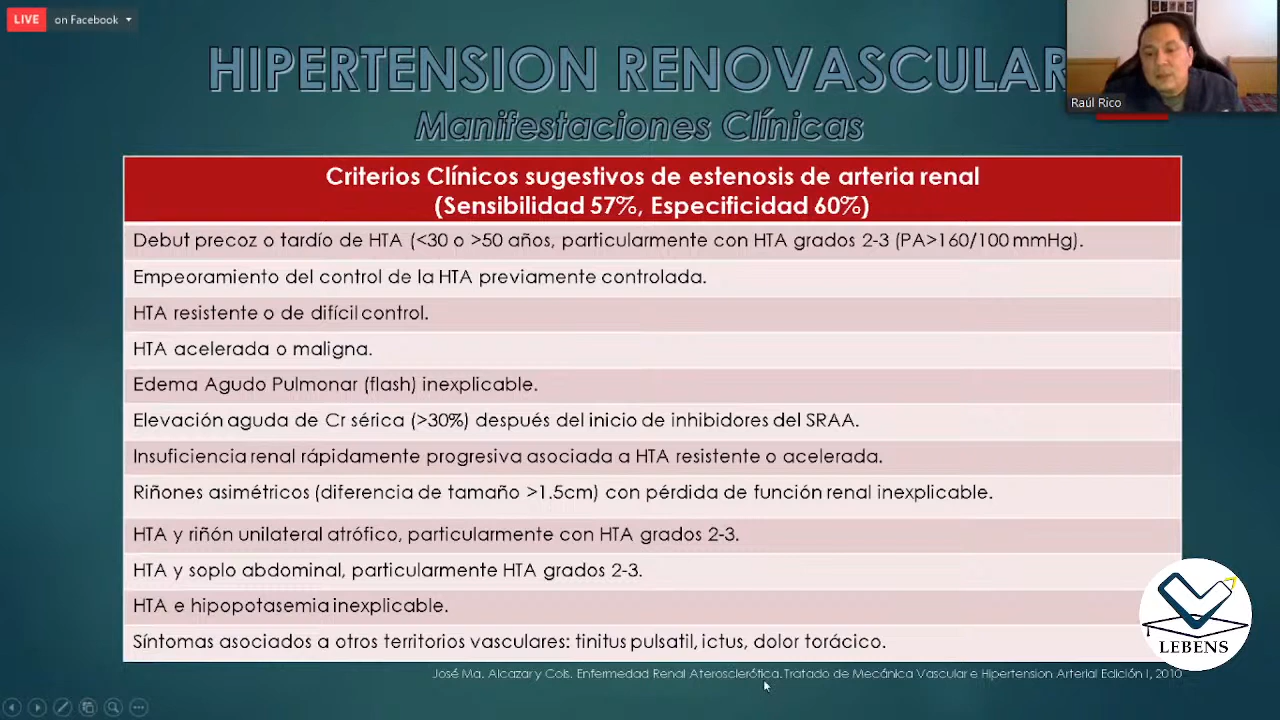 LIVE on Facebook
HIPERTENSION RENOVASCULAR
Raúl Rico
Manifestaciones Clínicas
Criterios Clínicos sugestivos de estenosis de arteria renal
(Sensibilidad 57%, Especificidad 60%)
Debut precoz o tardío de HTA (<30 o >50 años, particularmente con HTA grados 2-3 (PA>160/100 mmHg).
Empeoramiento del control de la HTA previamente controlada.
HTA resistente o de difícil control.
HTA acelerada o maligna.
Edema Agudo Pulmonar (flash) inexplicable.
Elevación aguda de Cr sérica (>30%) después del inicio de inhibidores del SRAA.
Insuficiencia renal rápidamente progresiva asociada a HTA resistente o acelerada.
Riñones asimétricos (diferencia de tamaño >1.5cm) con pérdida de función renal inexplicable.
HTA y riñón unilateral atrófico, particularmente con HTA grados 2-3.
HTA y soplo abdominal, particularmente HTA grados 2-3.
HTA e hipopotasemia inexplicable.
Síntomas asociados a otros territorios vasculares: tinitus pulsatil, ictus, dolor torácico.
LEBENS
José Ma. Alcazar y Cols. Enfermedad Renal Aterosclerótica.Tratado de Mecánica Vascular e Hipertension Arterial Edición I, 2010